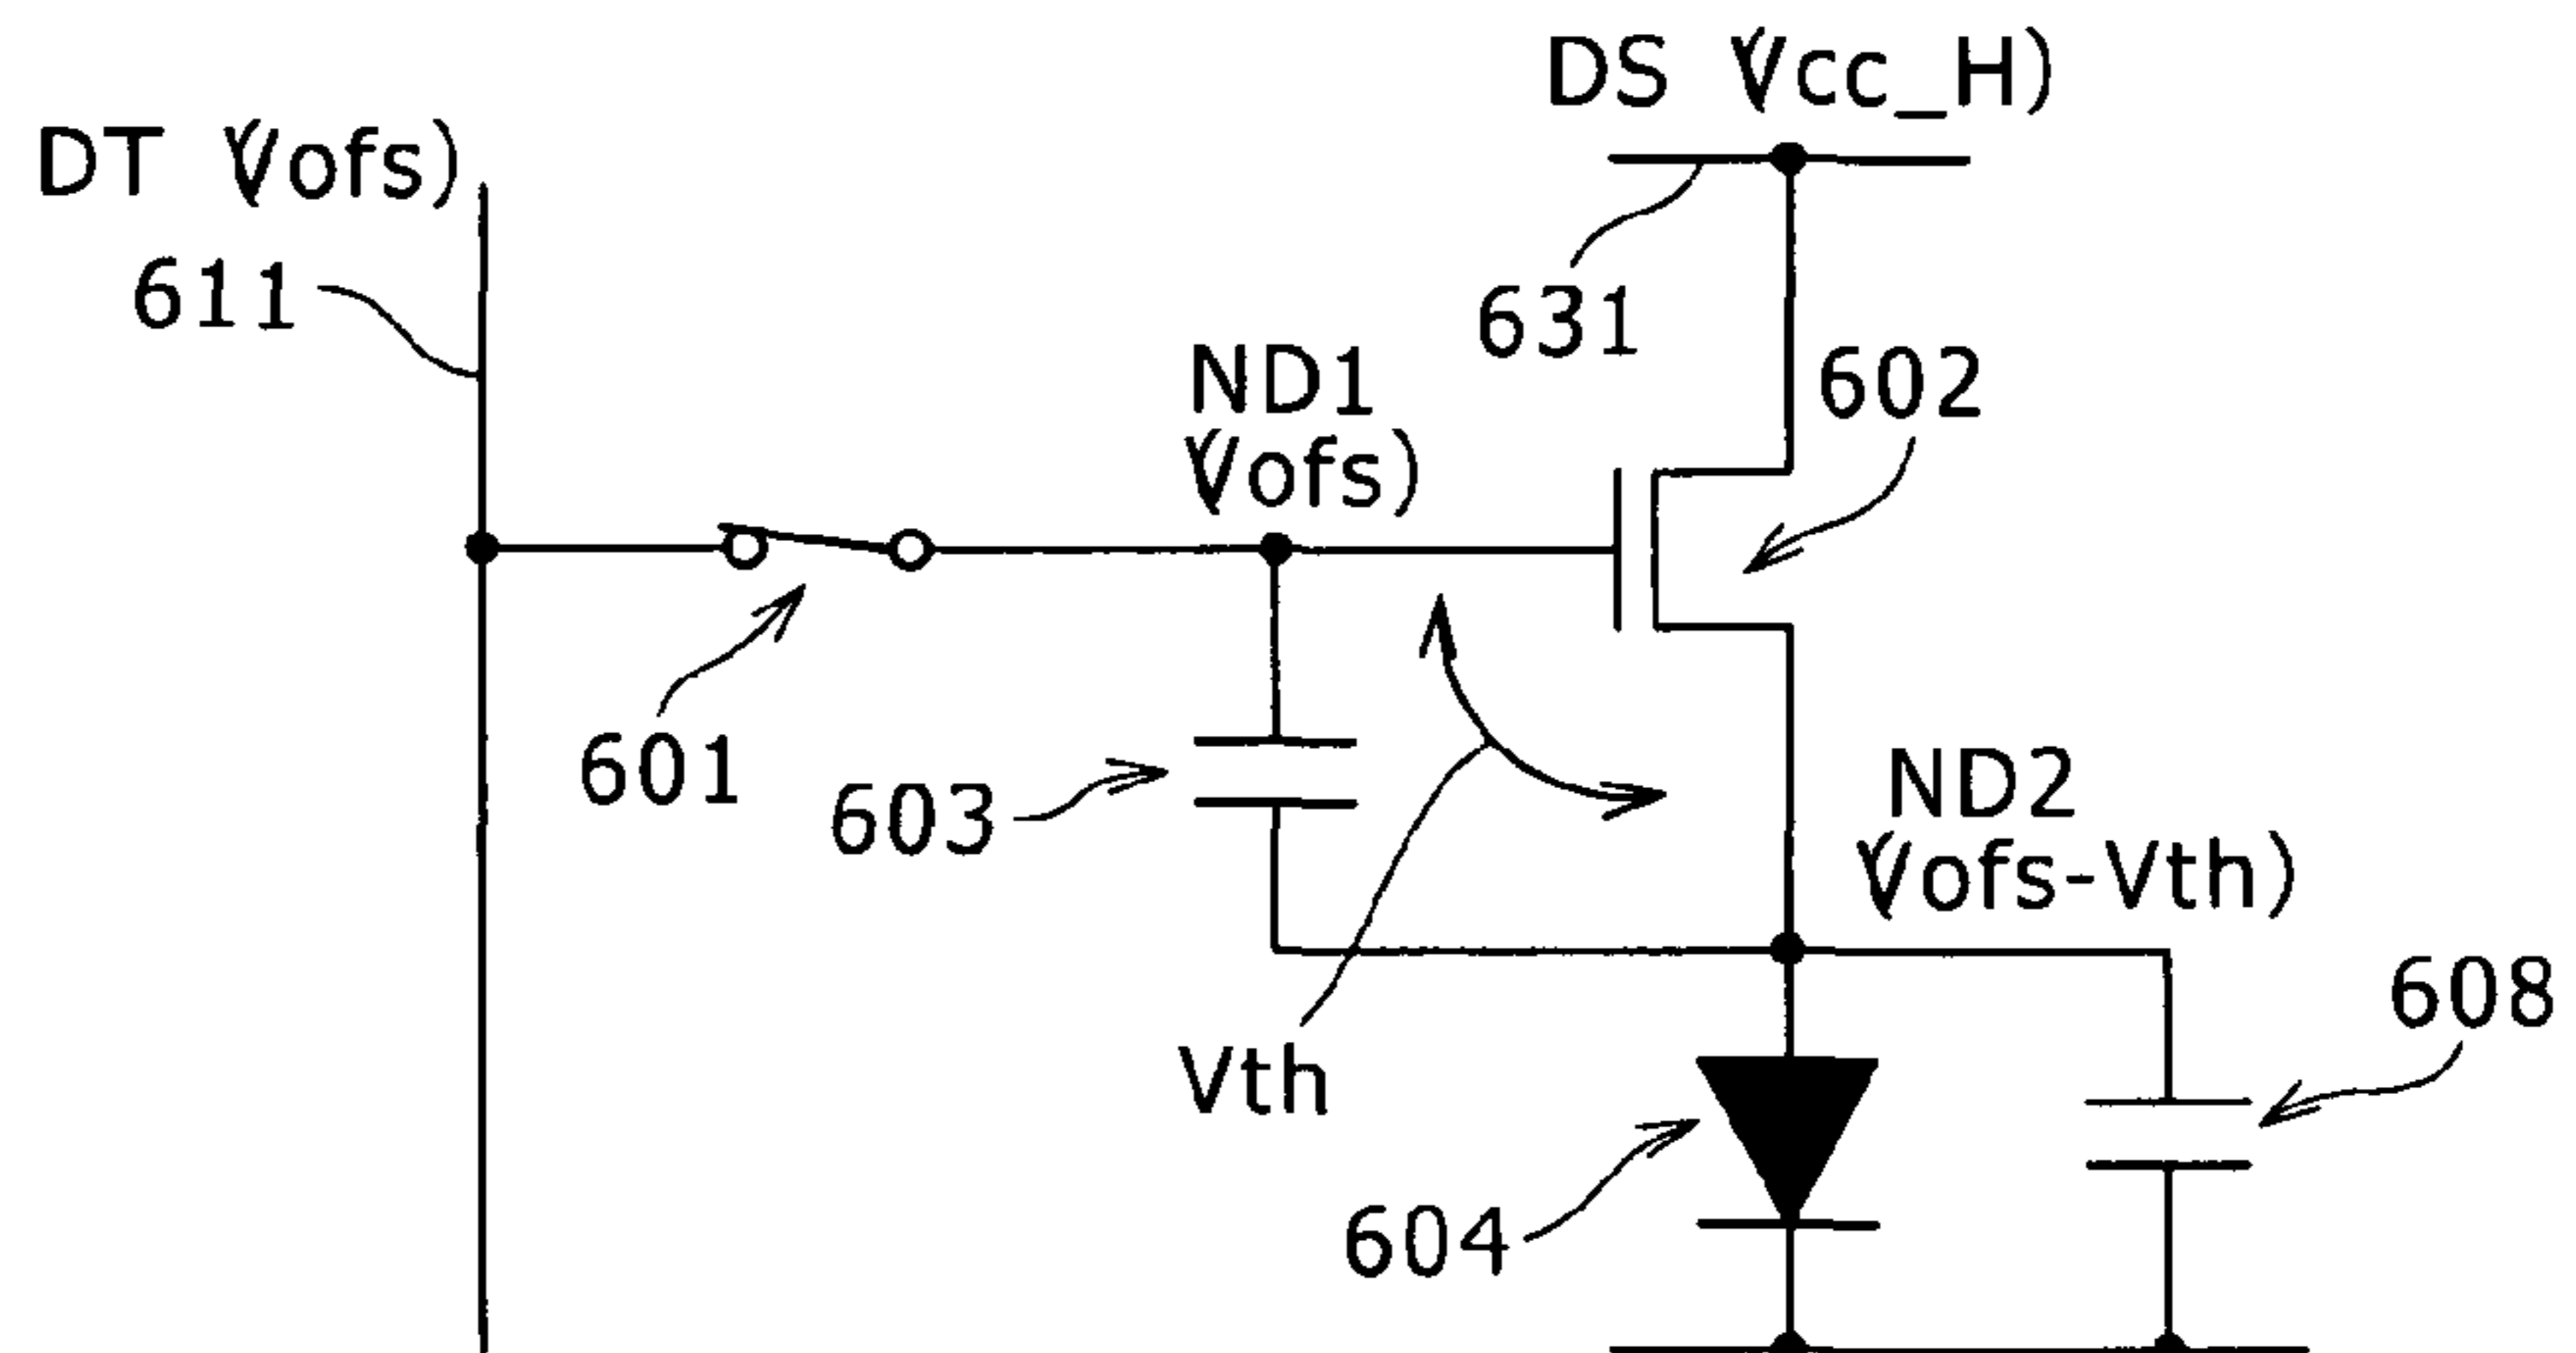 DS (Vcc_H)
DT (Vofs)
611
631
ND1
(Vofs)
602
601
603
ND2
(Vofs-Vth)
608
Vth
604